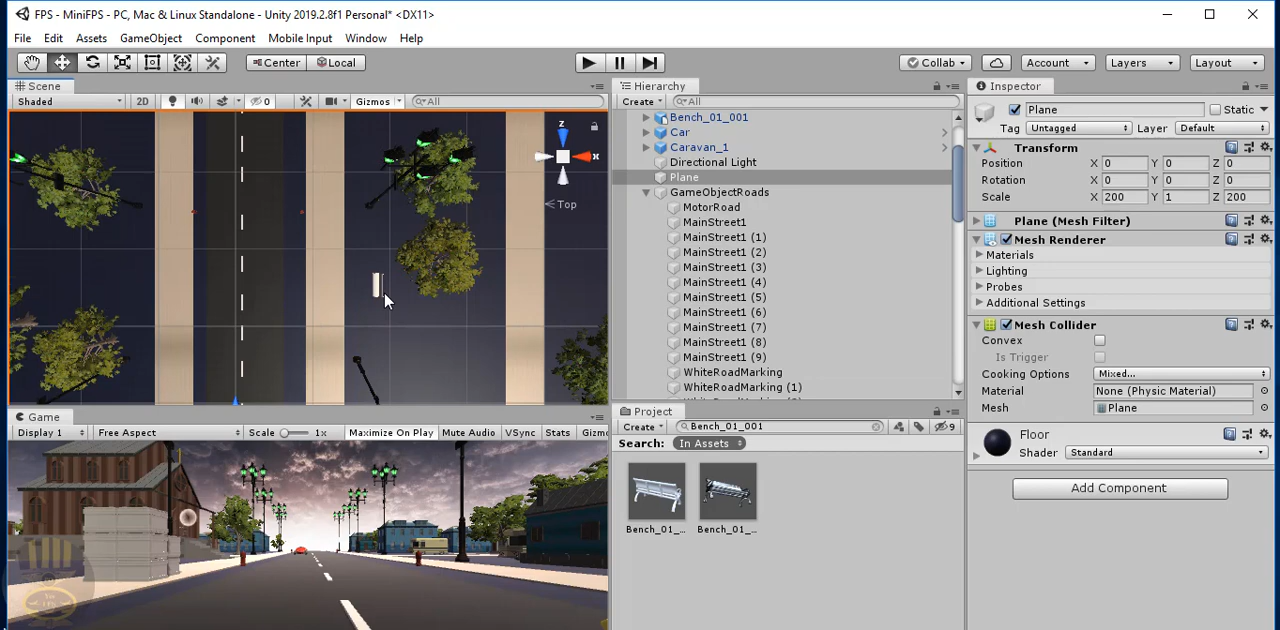 FPS - MiniFPS - PC, Mac & Linux Standalone - Unity 2019.2.8f1 Personal* <DX11>
File Edit Assets GameObject Component Mobile Input Window Help
Center Local Collab Account Layers Layout
Scene
Shaded 2D 0 Gizmos All
z
x
Top
Hierarchy
Create All
Bench_01_001
Car
Caravan_1
Directional Light
Plane
GameObjectRoads
MotorRoad
MainStreet1
MainStreet1 (1)
MainStreet1 (2)
MainStreet1 (3)
MainStreet1 (4)
MainStreet1 (5)
MainStreet1 (6)
MainStreet1 (7)
MainStreet1 (8)
MainStreet1 (9)
WhiteRoadMarking
WhiteRoadMarking (1)
Inspector
Plane Static
Tag Untagged Layer Default
Transform
Position X 0 Y 0 Z 0
Rotation X 0 Y 0 Z 0
Scale X 200 Y 1 Z 200
Plane (Mesh Filter)
Mesh Renderer
Materials
Lighting
Probes
Additional Settings
Mesh Collider
Convex
Is Trigger
Cooking Options Mixed...
Material None (Physic Material)
Mesh Plane
Floor
Shader Standard
Add Component
Game
Display 1 Free Aspect Scale 1x Maximize On Play Mute Audio VSync Stats Gizmo
Project
Create Bench_01_001 9
Search: In Assets
Bench_01_... Bench_01_...